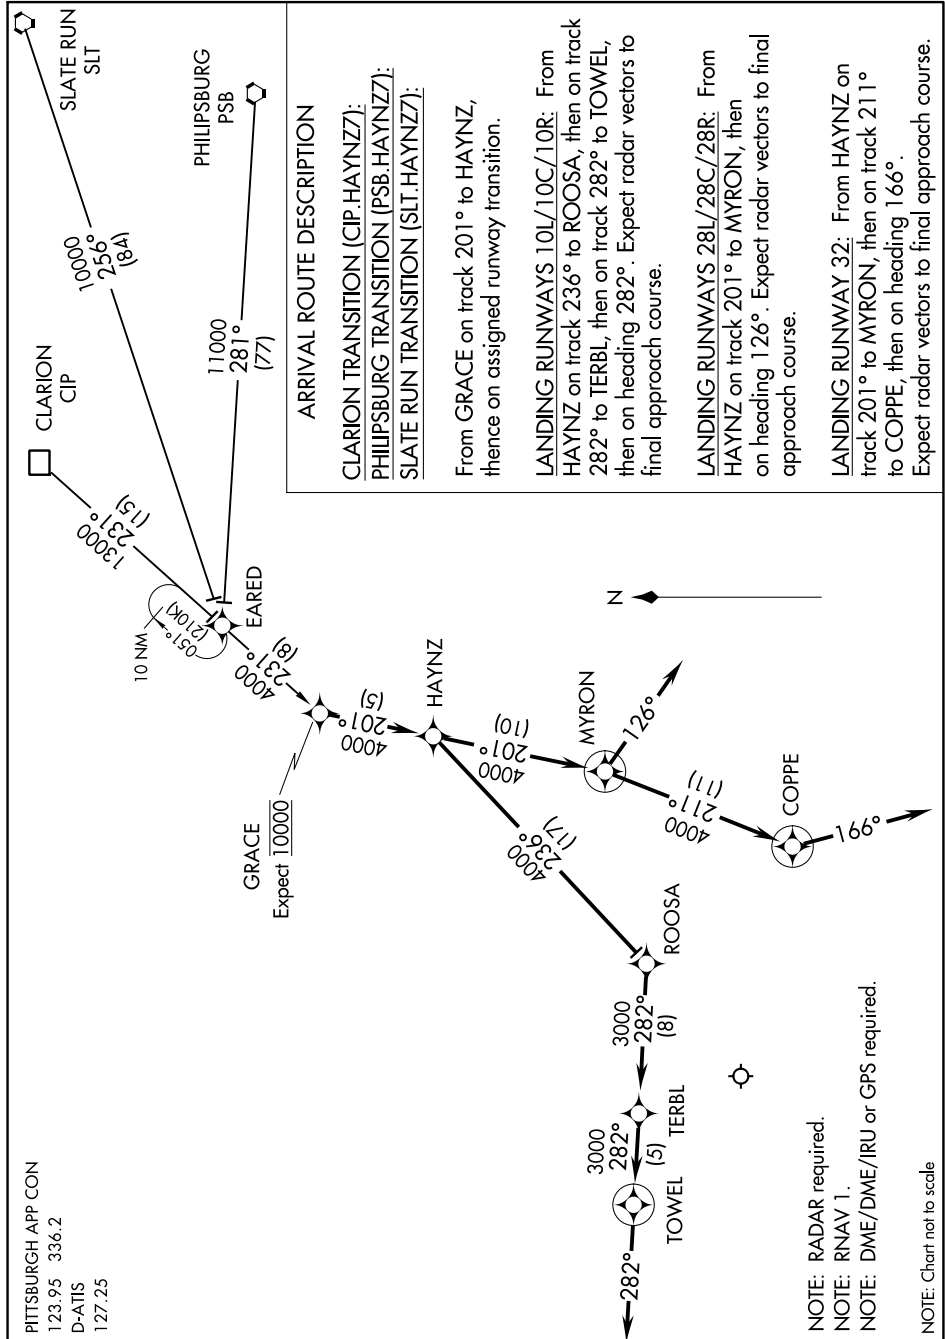 PITTSBURGH APP CON
123.95 336.2
D-ATIS
127.25
SLATE RUN
SLT
PHILIPSBURG
PSB
CLARION
CIP
10000
256°
(84)
11000
281°
(77)
13000
231°
(15)
10 NM
051°
(210K)
EARED
4000
231°
(8)
GRACE
Expect 10000
4000
201°
(5)
HAYNZ
4000
201°
(10)
MYRON
126°
4000
211°
(11)
COPPE
166°
4000
236°
(17)
ROOSA
3000
282°
(8)
TERBL
3000
282°
(5)
TOWEL
282°
N
NOTE: RADAR required.
NOTE: RNAV 1.
NOTE: DME/DME/IRU or GPS required.
NOTE: Chart not to scale
ARRIVAL ROUTE DESCRIPTION
CLARION TRANSITION (CIP.HAYNZ7):
PHILIPSBURG TRANSITION (PSB.HAYNZ7):
SLATE RUN TRANSITION (SLT.HAYNZ7):
From GRACE on track 201° to HAYNZ,
thence on assigned runway transition.
LANDING RUNWAYS 10L/10C/10R: From
HAYNZ on track 236° to ROOSA, then on track
282° to TERBL, then on track 282° to TOWEL,
then on heading 282°. Expect radar vectors to
final approach course.
LANDING RUNWAYS 28L/28C/28R: From
HAYNZ on track 201° to MYRON, then
on heading 126°. Expect radar vectors to final
approach course.
LANDING RUNWAY 32: From HAYNZ on
track 201° to MYRON, then on track 211°
to COPPE, then on heading 166°.
Expect radar vectors to final approach course.